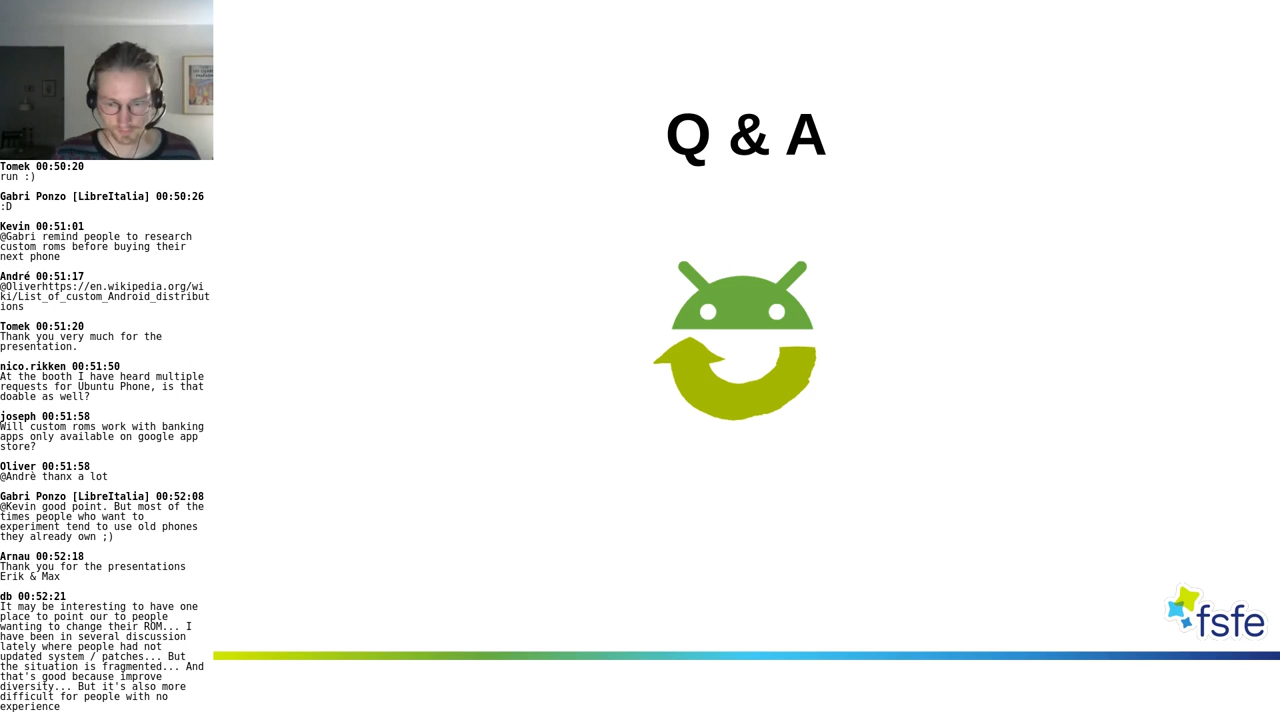 Tomek 00:50:20
run :)
Gabri Ponzo [LibreItalia] 00:50:26
:D
Kevin 00:51:01
@Gabri remind people to research
custom roms before buying their
next phone
André 00:51:17
@Oliverhttps://en.wikipedia.org/wi
ki/List_of_custom_Android_distribut
ions
Tomek 00:51:20
Thank you very much for the
presentation.
nico.rikken 00:51:50
At the booth I have heard multiple
requests for Ubuntu Phone, is that
doable as well?
joseph 00:51:58
Will custom roms work with banking
apps only available on google app
store?
Oliver 00:51:58
@Andrè thanx a lot
Gabri Ponzo [LibreItalia] 00:52:08
@Kevin good point. But most of the
times people who want to
experiment tend to use old phones
they already own ;)
Arnau 00:52:18
Thank you for the presentations
Erik & Max
db 00:52:21
It may be interesting to have one
place to point our to people
wanting to change their ROM... I
have been in several discussion
lately where people had not
updated system / patches... But
the situation is fragmented... And
that's good because improve
diversity... But it's also more
difficult for people with no
experience
Q & A
fsfe